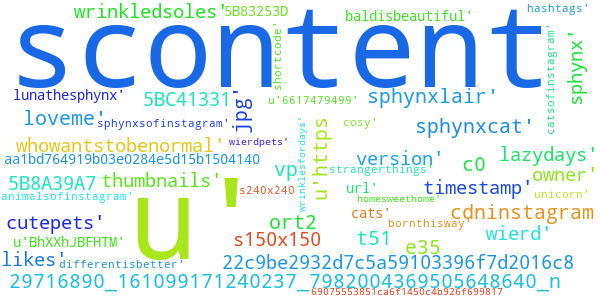 wrinkledsoles'
5B83253D
baldisbeautiful'
hashtags'
scontent
shortcode'
catsofinstagram'
sphynx'
lunathesphynx'
5BC41331
jpg'
u'6617479499'
sphynxlair'
loveme'
sphynxsofinstagram'
wierdpets'
wrinklesfordays'
u'https
cosy'
sphynxcat'
whowantstobenormal'
u'
aa1bd764919b03e0284e5d15b1504140
vp
version'
c0
lazydays'
strangerthings'
5B8A39A7
thumbnails'
s240x240
url'
timestamp'
owner'
animalsofinstagram'
homesweethome'
unicorn'
cutepets'
ort2
cats'
cdninstagram
bornthisway
u'BhXXhJBFHTM'
s150x150
t51
e35
wierd'
likes'
differentisbetter'
22c9be2932d7c5a59103396f7d2016c8
29716890_161099171240237_7982004369505648640_n
69075553851ca6f1450c4b926f699817